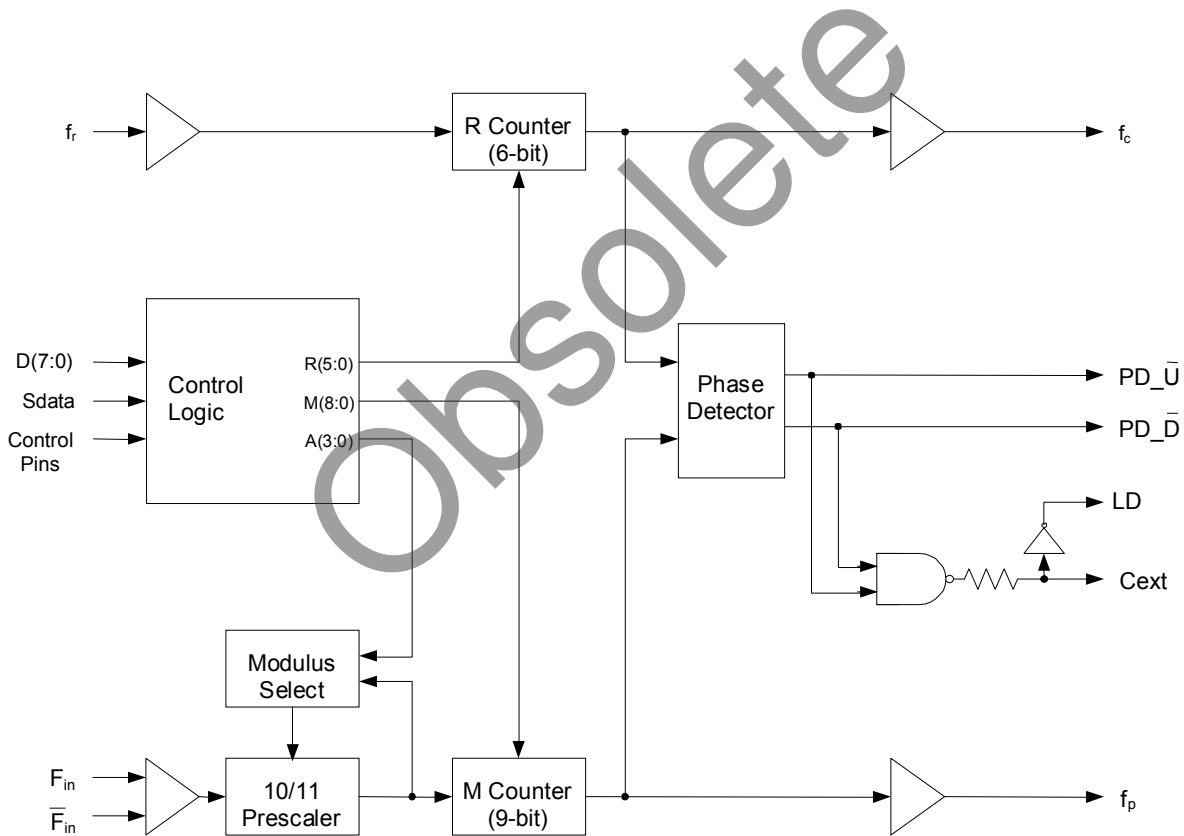 Obsolete
fr
R Counter
(6-bit)
fc
D(7:0)
Sdata
Control
Pins
Control
Logic
R(5:0)
M(8:0)
A(3:0)
Phase
Detector
PD_U̅
PD_D̅
LD
Cext
Modulus
Select
Fin
F̅in
10/11
Prescaler
M Counter
(9-bit)
fp